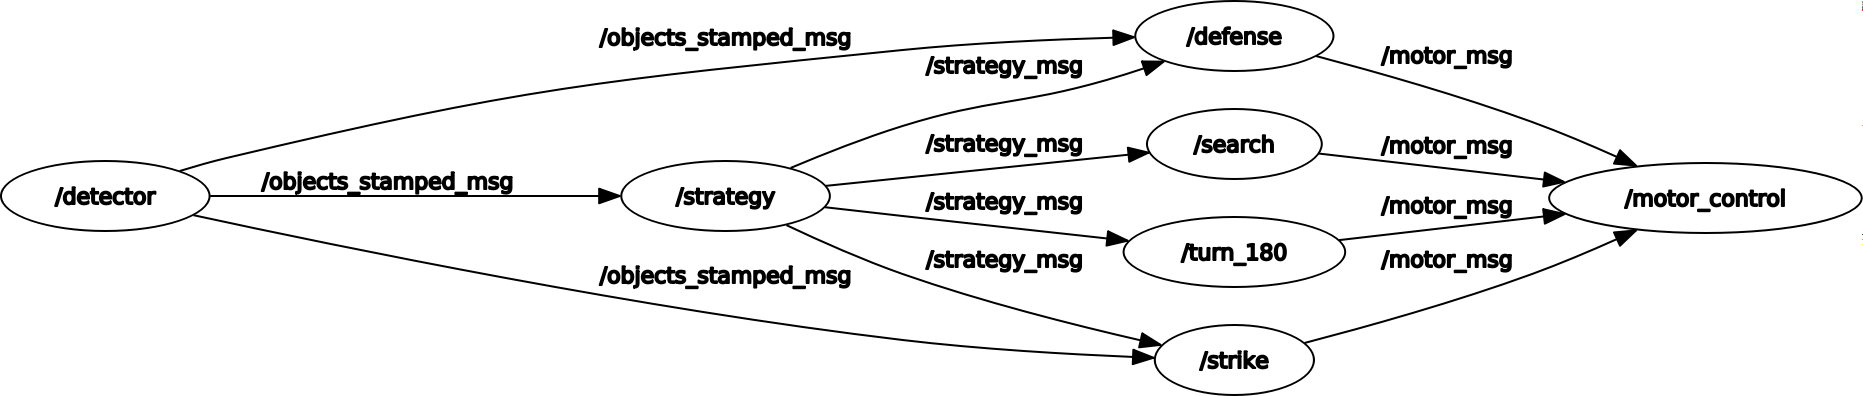 /objects_stamped_msg
/defense
/motor_msg
/strategy_msg
/strategy_msg
/search
/motor_msg
/objects_stamped_msg
/detector
/strategy
/strategy_msg
/motor_msg
/motor_control
/turn_180
/strategy_msg
/motor_msg
/objects_stamped_msg
/strike